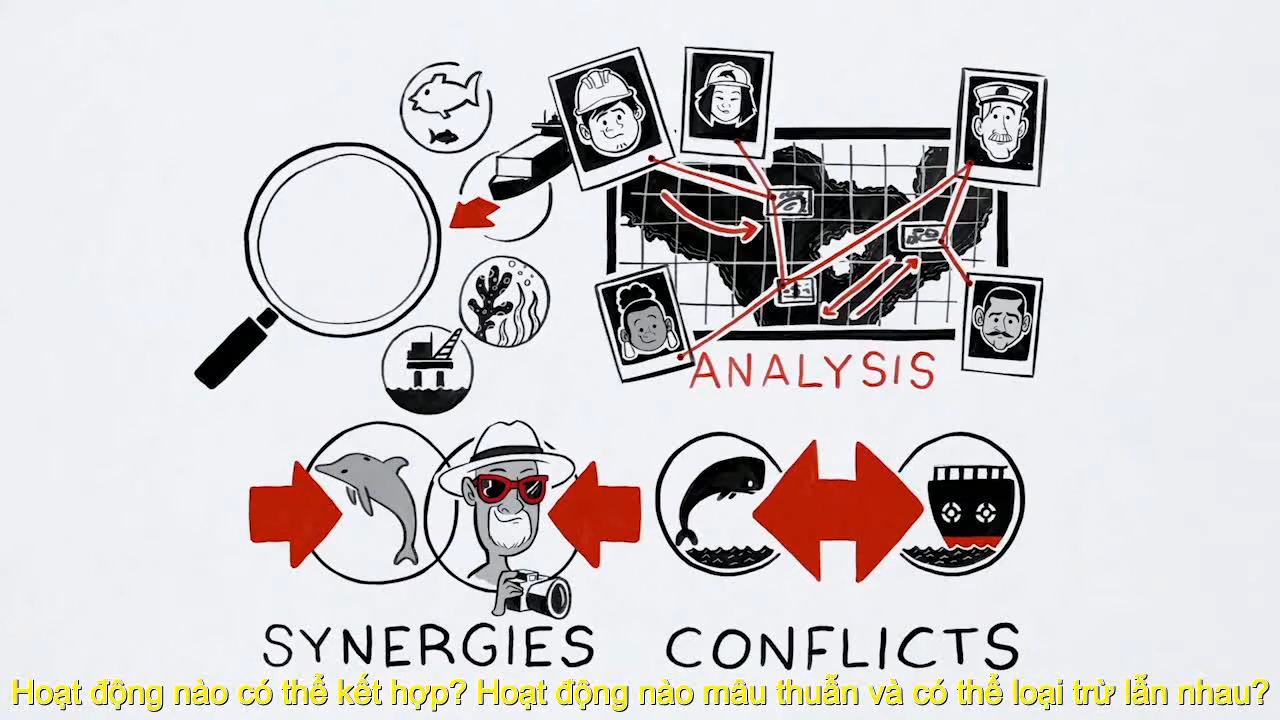 ANALYSIS
SYNERGIES
CONFLICTS
Hoạt động nào có thể kết hợp? Hoạt động nào mâu thuẫn và có thể loại trừ lẫn nhau?